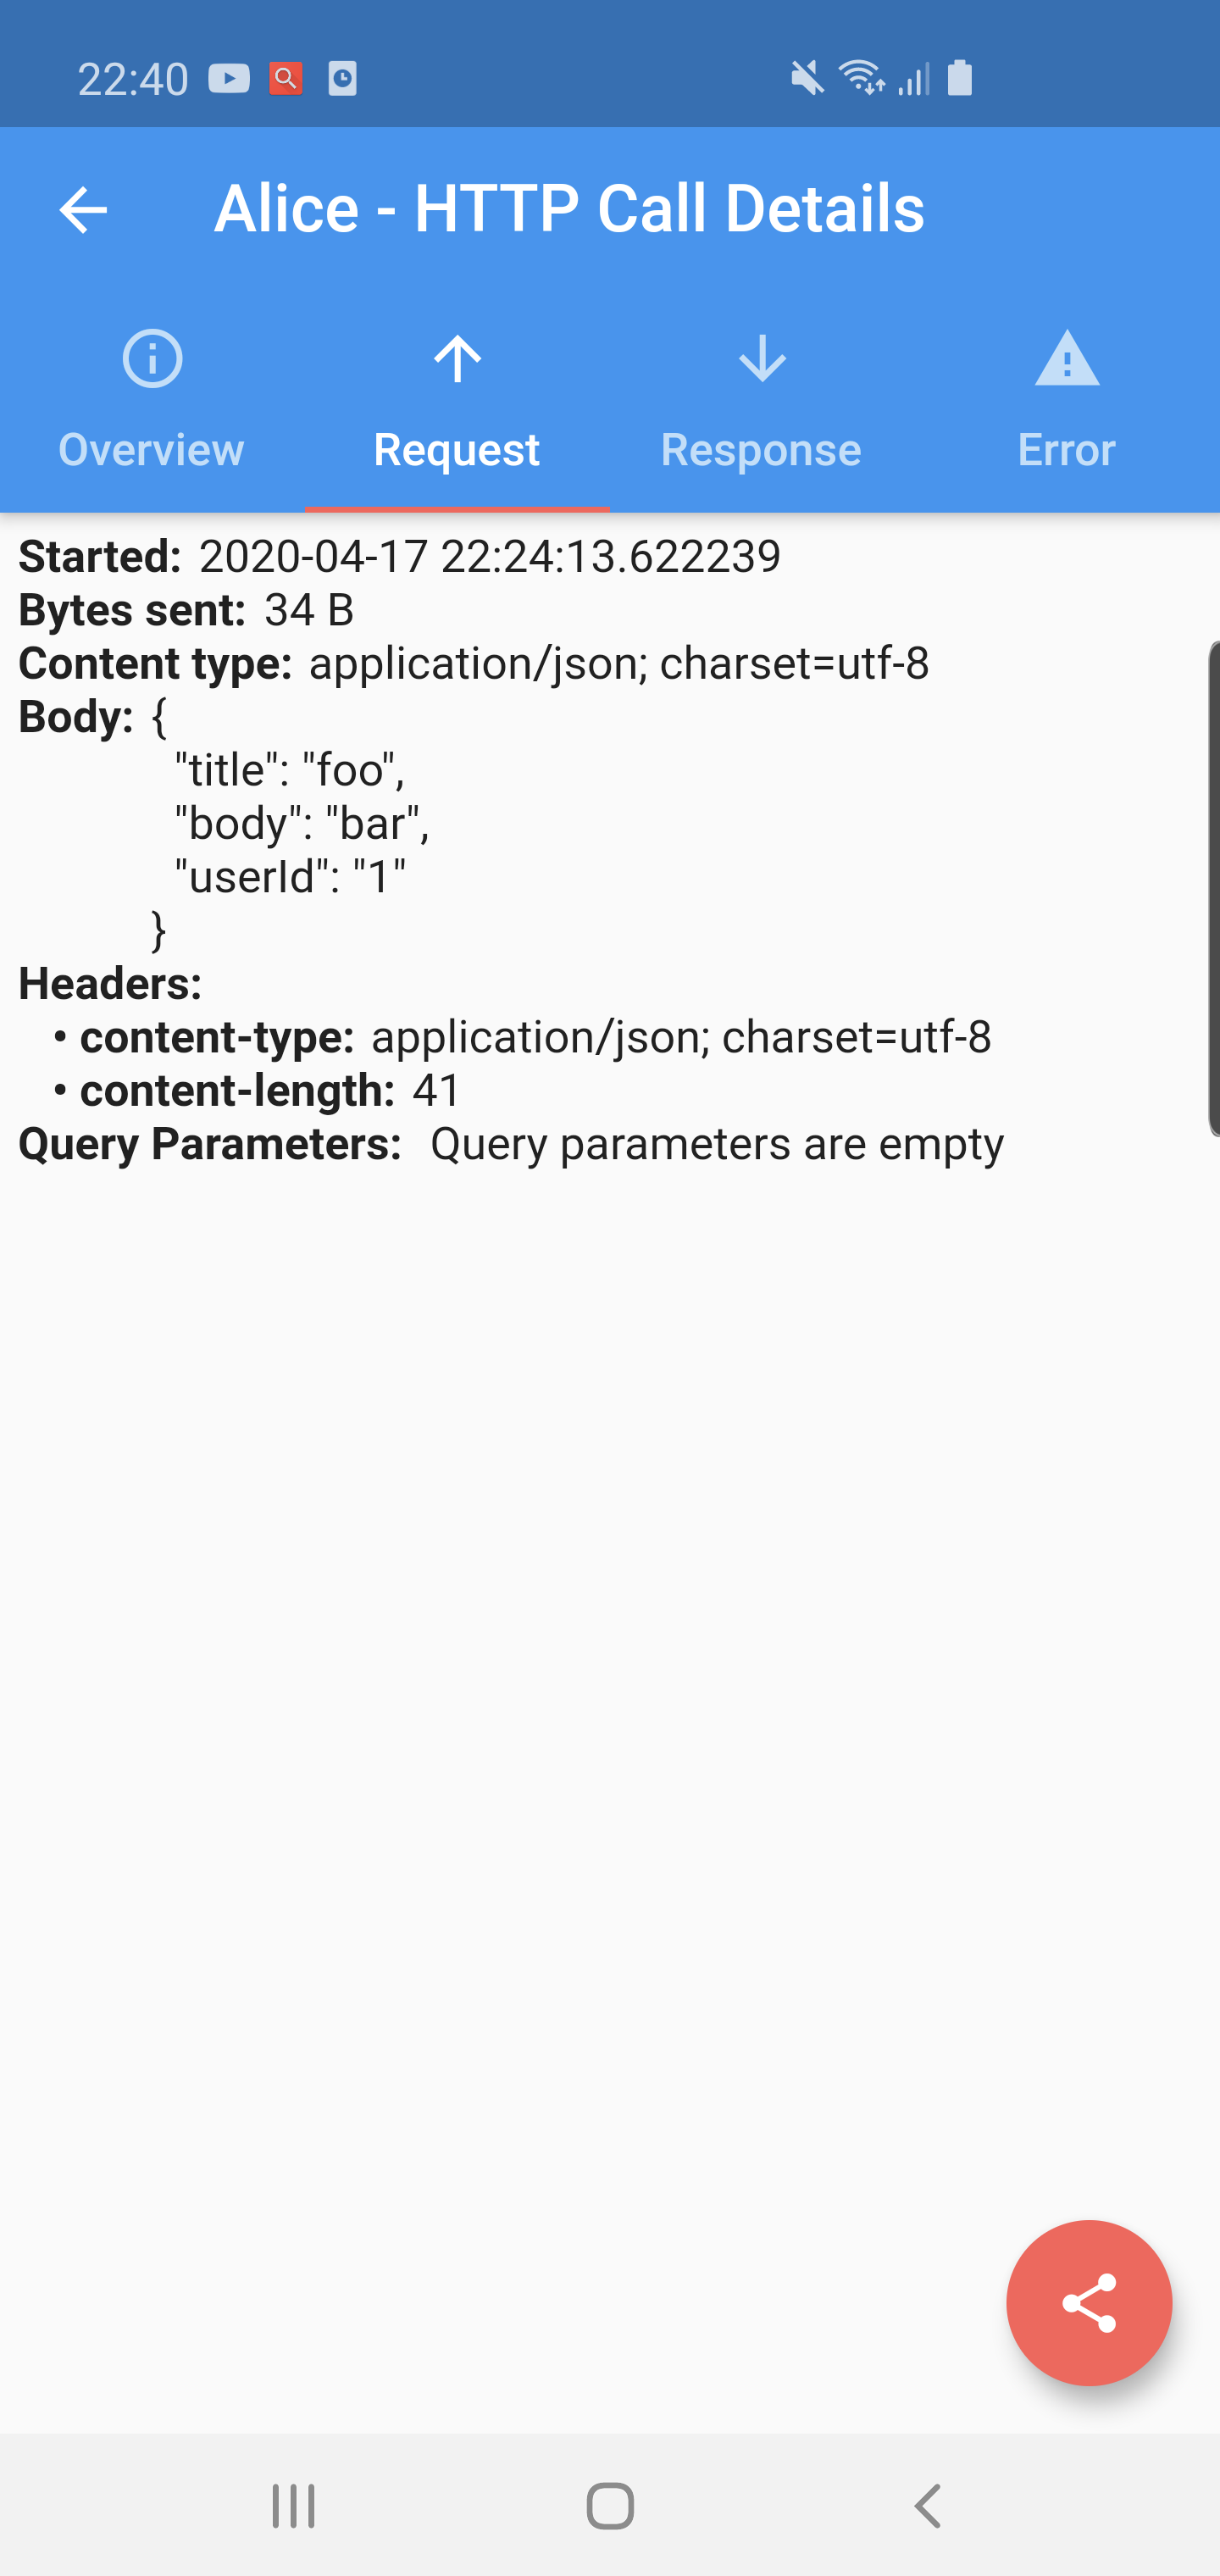 22:40
Alice - HTTP Call Details
Overview Request Response Error
Started: 2020-04-17 22:24:13.622239
Bytes sent: 34 B
Content type: application/json; charset=utf-8
Body: {
"title": "foo",
"body": "bar",
"userId": "1"
}
Headers:
• content-type: application/json; charset=utf-8
• content-length: 41
Query Parameters: Query parameters are empty